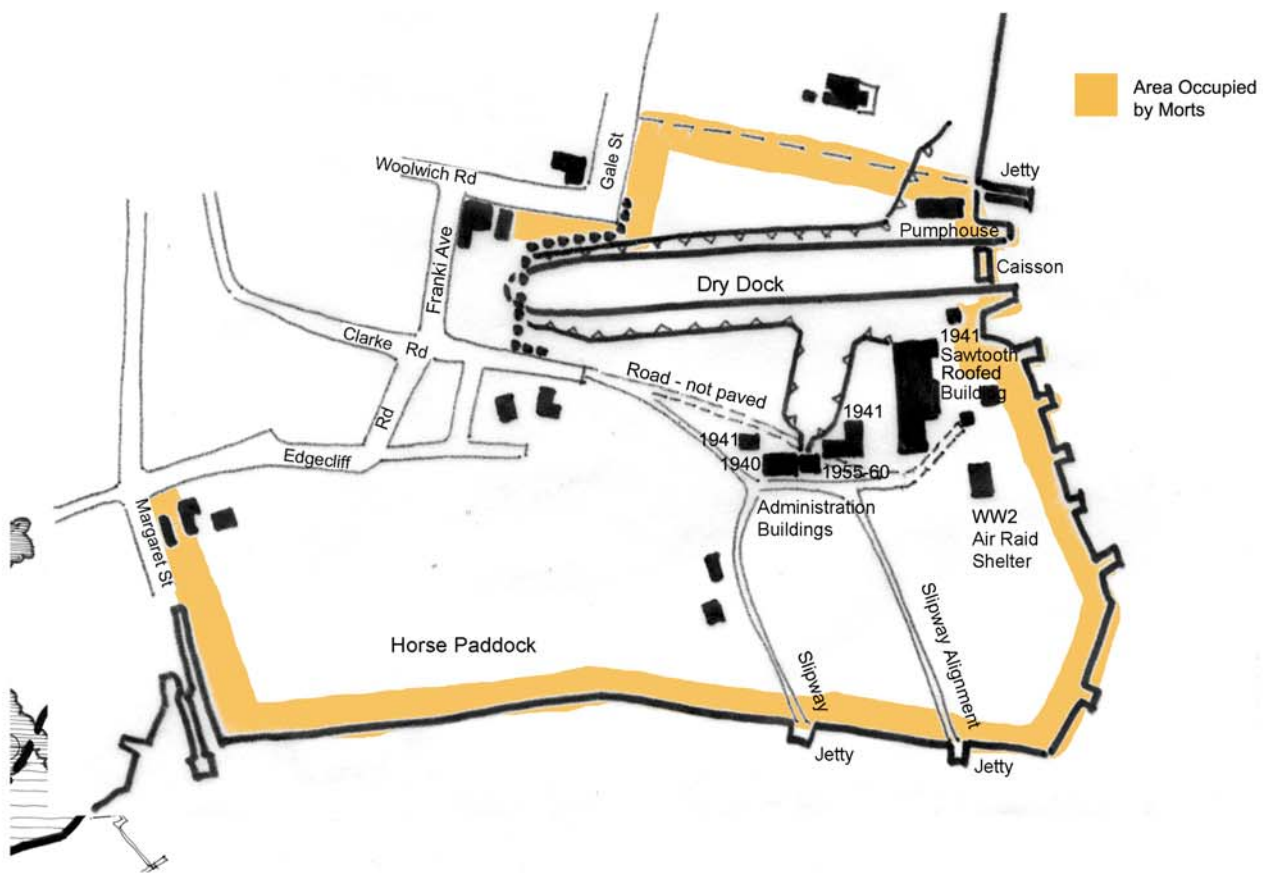 Area Occupied
by Morts
Jetty
Gale St
Woolwich Rd
Pumphouse
Franki Ave
Caisson
Dry Dock
Clarke Rd
1941
Sawtooth
Roofed
Building
Road - not paved
1941
1941
Rd
Edgecliff
1940
1955-60
Margaret St
Administration
Buildings
WW2
Air Raid
Shelter
Horse Paddock
Slipway
Slipway Alignment
Jetty
Jetty